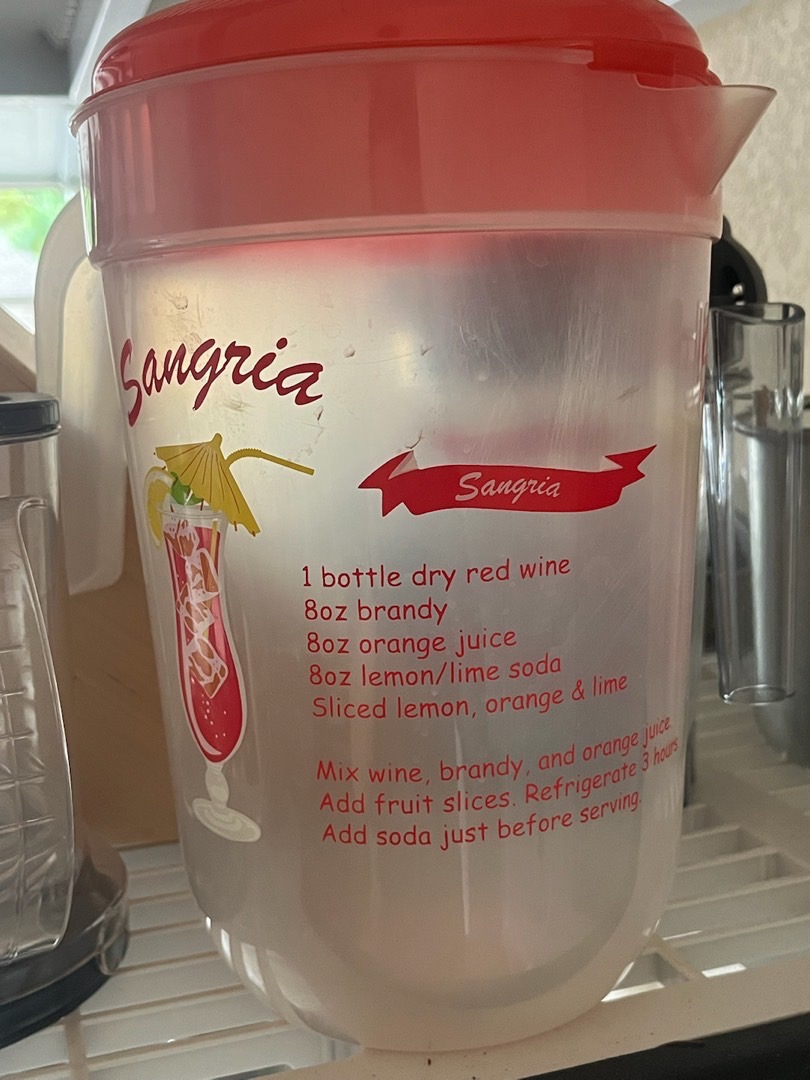 Sangria
Sangria
1 bottle dry red wine
8oz brandy
8oz orange juice
8oz lemon/lime soda
Sliced lemon, orange & lime
Mix wine, brandy, and orange juice
Add fruit slices. Refrigerate 3 hours
Add soda just before serving.